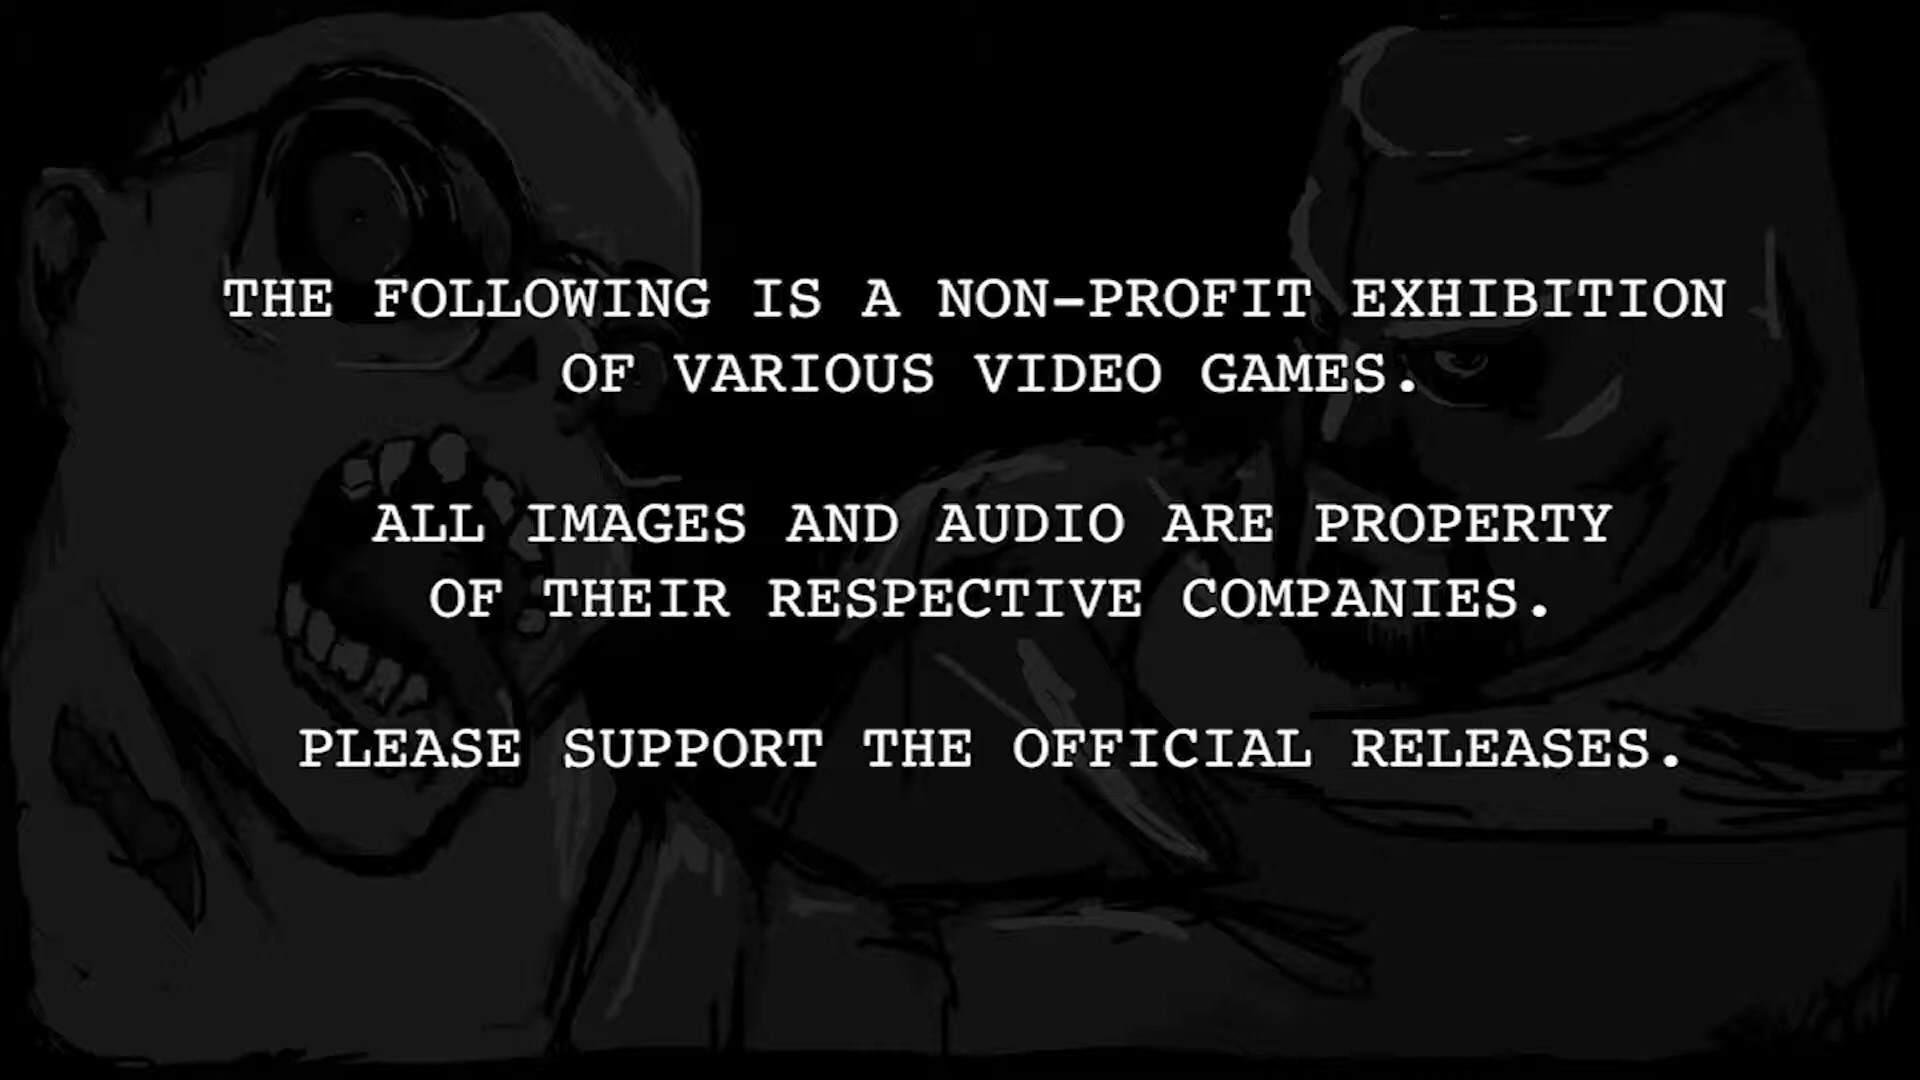 THE FOLLOWING IS A NON-PROFIT EXHIBITION
OF VARIOUS VIDEO GAMES.
ALL IMAGES AND AUDIO ARE PROPERTY
OF THEIR RESPECTIVE COMPANIES.
PLEASE SUPPORT THE OFFICIAL RELEASES.